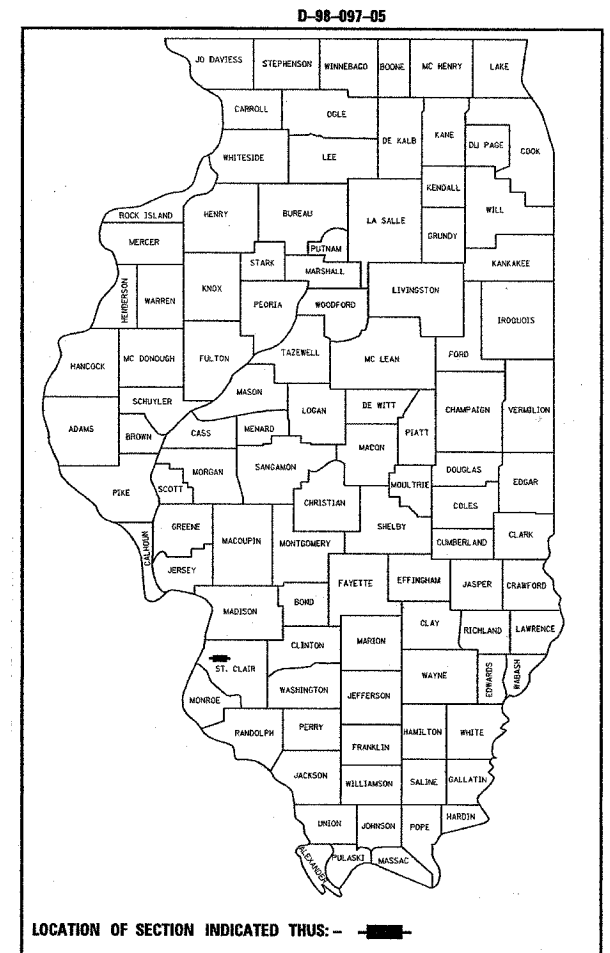 D-98-097-05
JO DAVIESS STEPHENSON WINNEBAGO BOONE MC HENRY LAKE
CARROLL OGLE DE KALB KANE DU PAGE COOK
WHITESIDE LEE
KENDALL WILL
ROCK ISLAND HENRY BUREAU LA SALLE GRUNDY
MERCER PUTNAM
STARK MARSHALL KANKAKEE
HENDERSON WARREN KNOX PEORIA WOODFORD LIVINGSTON IROQUOIS
HANCOCK MC DONOUGH FULTON TAZEWELL MC LEAN FORD
SCHUYLER MASON LOGAN DE WITT CHAMPAIGN VERMILION
ADAMS BROWN CASS MENARD MACON PIATT
PIKE SCOTT MORGAN SANGAMON CHRISTIAN MOULTRIE DOUGLAS EDGAR
COLES
CALHOUN GREENE MACOUPIN MONTGOMERY SHELBY CUMBERLAND CLARK
JERSEY FAYETTE EFFINGHAM JASPER CRAWFORD
MADISON BOND
CLINTON MARION CLAY RICHLAND LAWRENCE
ST. CLAIR WAYNE EDWARDS WABASH
MONROE WASHINGTON JEFFERSON
RANDOLPH PERRY FRANKLIN HAMILTON WHITE
JACKSON WILLIAMSON SALINE GALLATIN
UNION JOHNSON POPE HARDIN
ALEXANDER PULASKI MASSAC
LOCATION OF SECTION INDICATED THUS: –